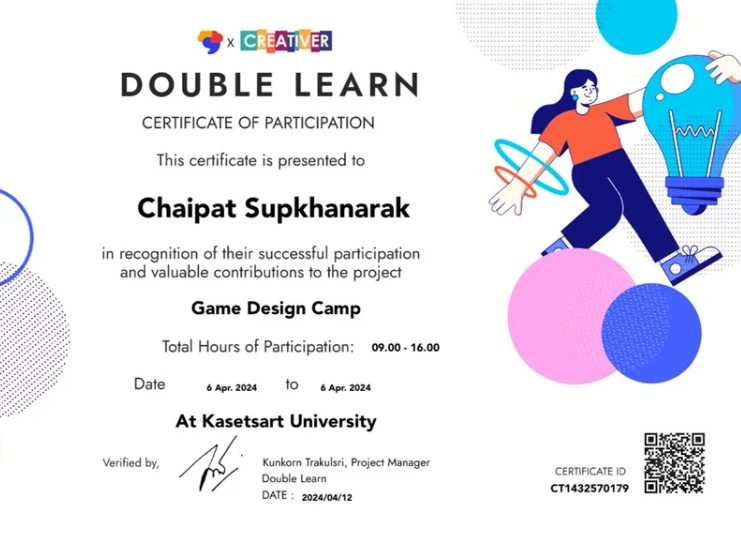 x CREATIVER
DOUBLE LEARN
CERTIFICATE OF PARTICIPATION
This certificate is presented to
Chaipat Supkhanarak
in recognition of their successful participation
and valuable contributions to the project
Game Design Camp
Total Hours of Participation: 09.00 - 16.00
Date 6 Apr. 2024 to 6 Apr. 2024
At Kasetsart University
Verified by,
Kunkorn Trakulsri, Project Manager
Double Learn
DATE : 2024/04/12
CERTIFICATE ID
CT1432570179